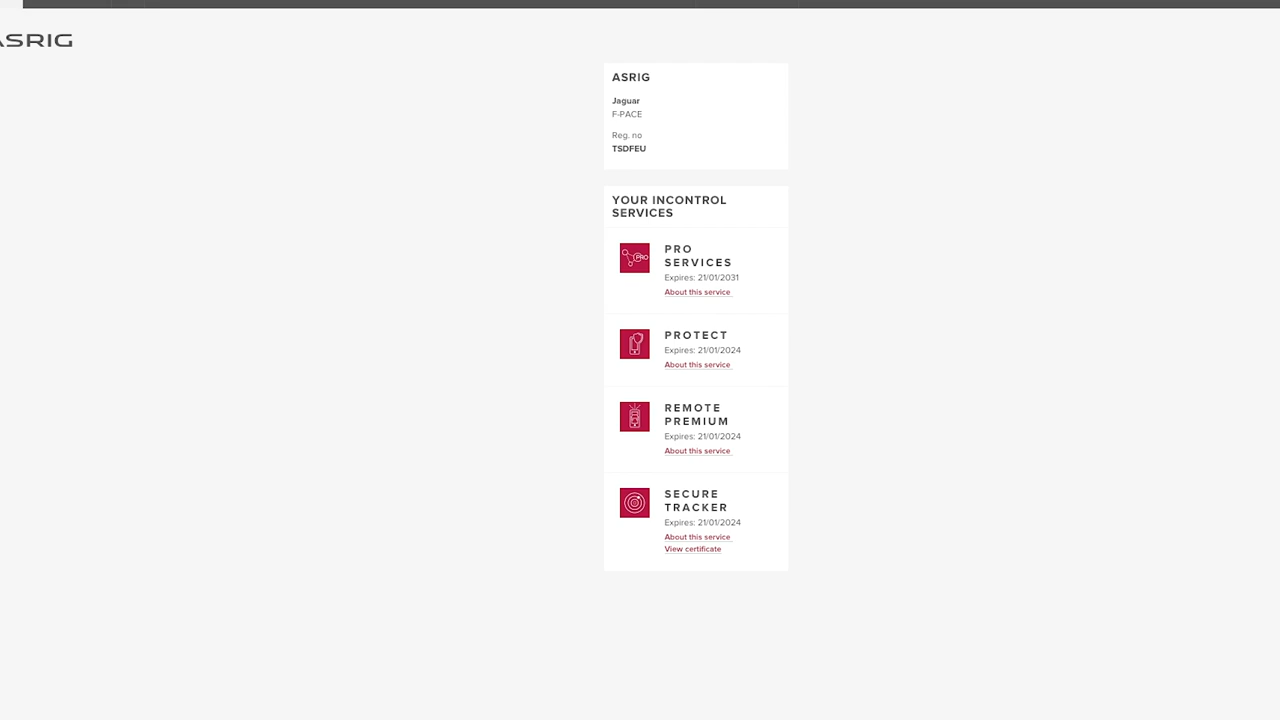 ASRIG
ASRIG
Jaguar
F-PACE
Reg. no
TSDFEU
YOUR INCONTROL
SERVICES
PRO
PRO
SERVICES
Expires: 21/01/2031
About this service
PROTECT
Expires: 21/01/2024
About this service
REMOTE
PREMIUM
Expires: 21/01/2024
About this service
SECURE
TRACKER
Expires: 21/01/2024
About this service
View certificate